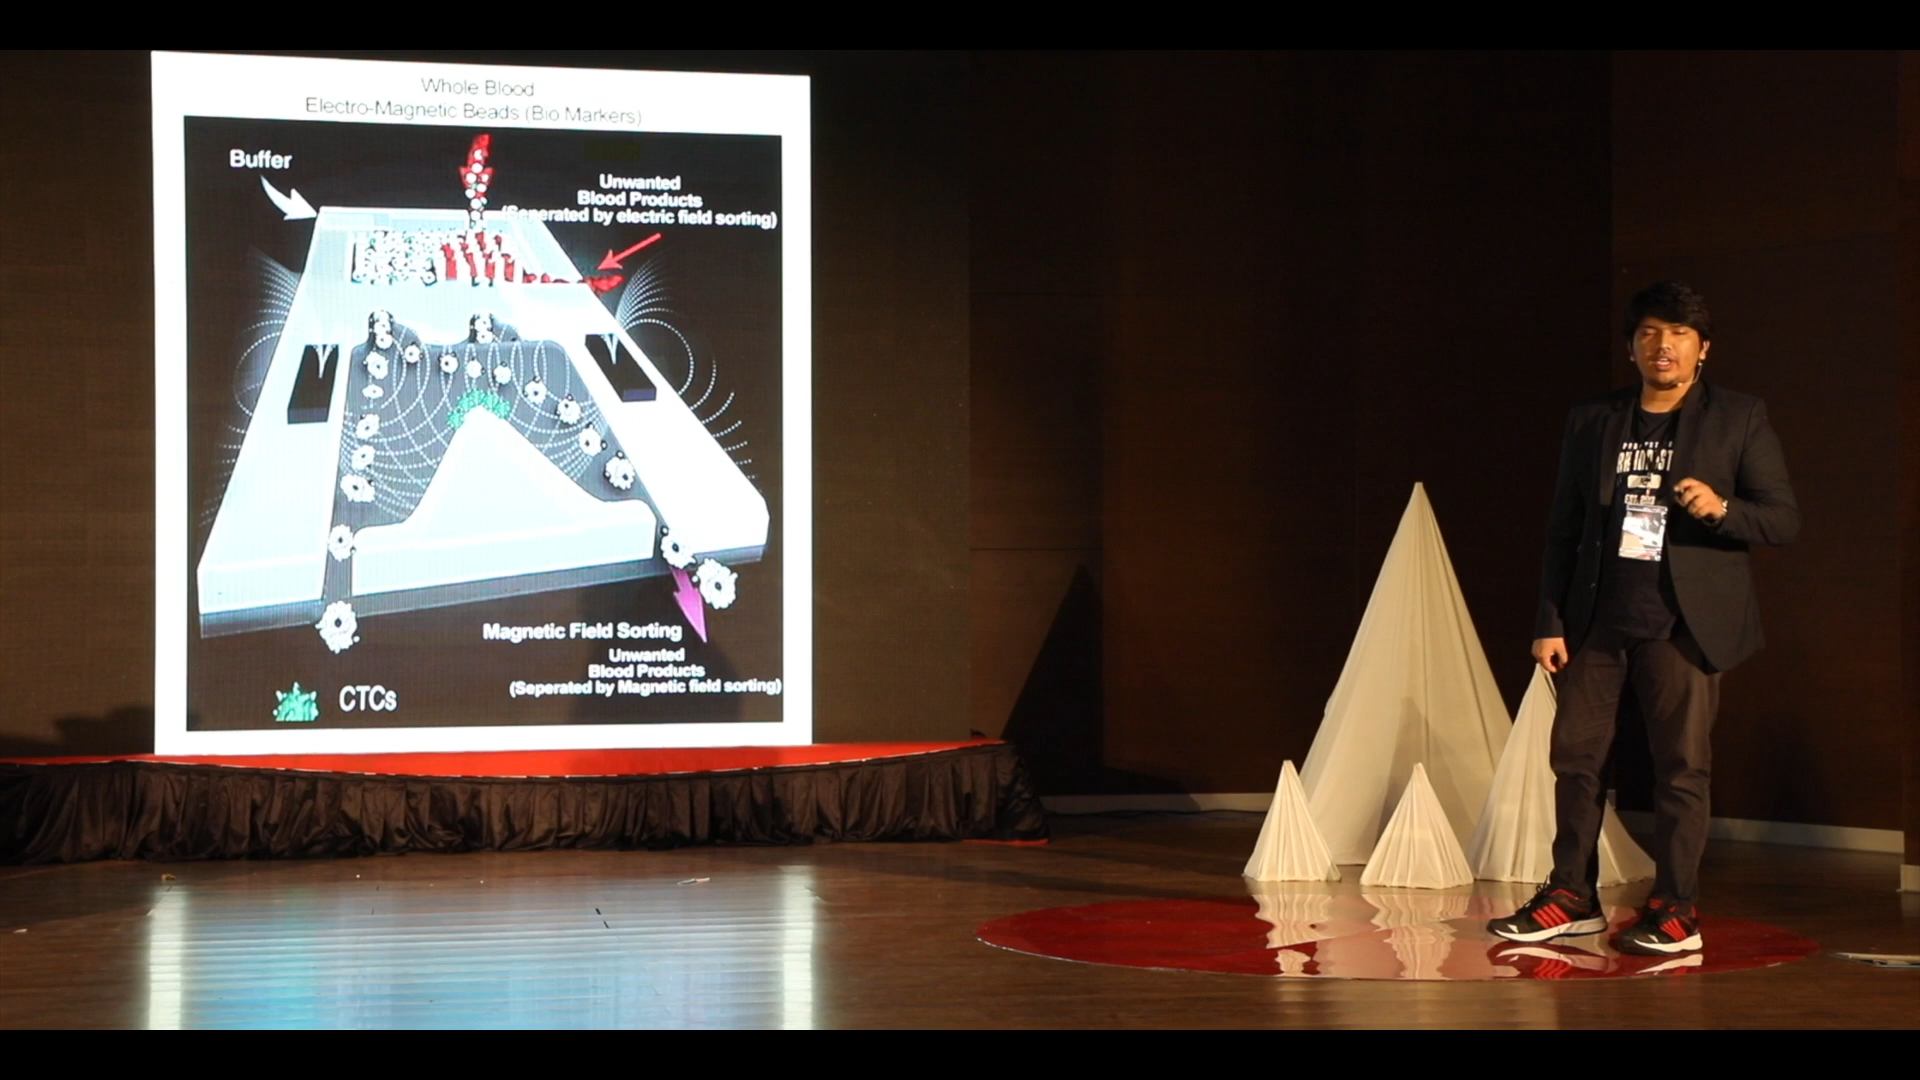 Whole Blood
Electro-Magnetic Beads (Bio Markers)
Buffer
Unwanted
Blood Products
(Seperated by electric field sorting)
Magnetic Field Sorting
Unwanted
Blood Products
(Seperated by Magnetic field sorting)
CTCs